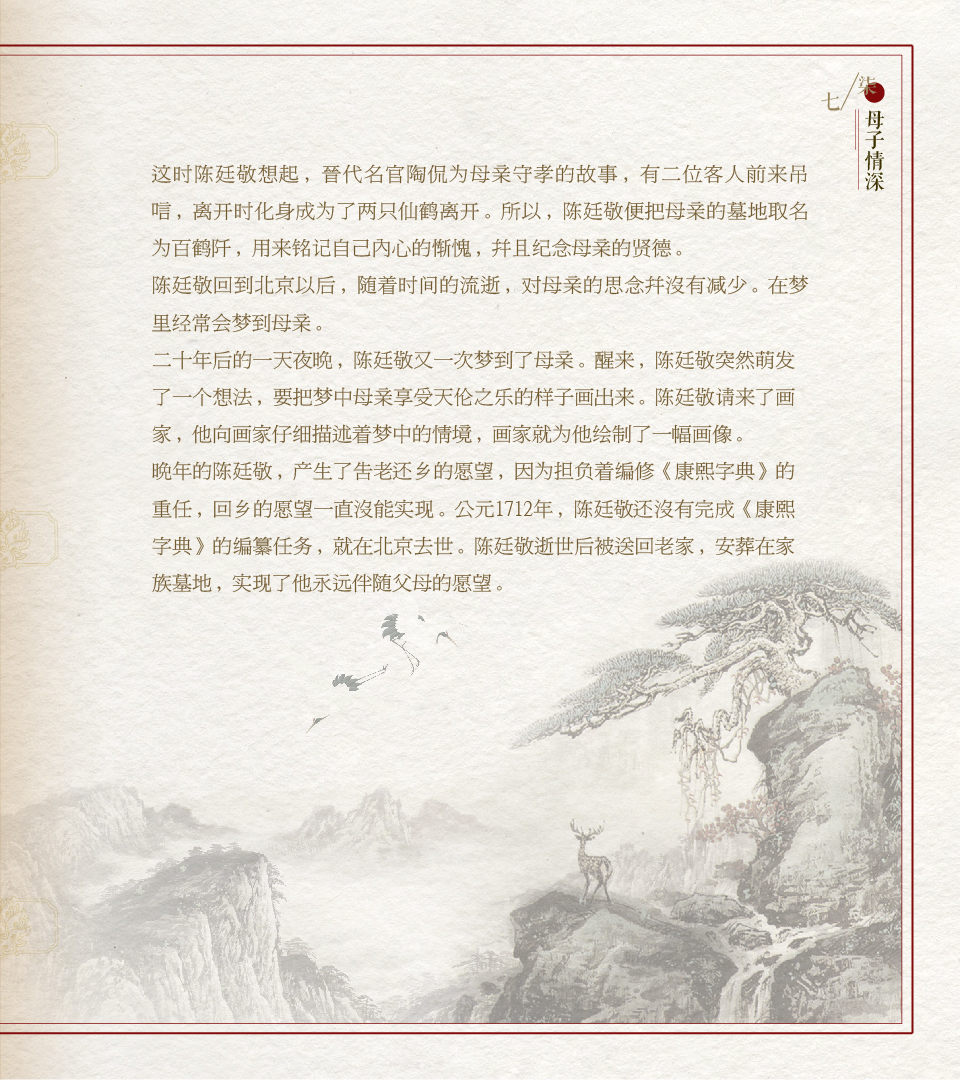 柒
七
母子情深
这时陈廷敬想起，晉代名官陶侃为母亲守孝的故事，有二位客人前来吊
唁，离开时化身成为了两只仙鹤离开。所以，陈廷敬便把母亲的墓地取名
为百鹤阡，用来铭记自己内心的惭愧，并且纪念母亲的贤德。
陈廷敬回到北京以后，随着时间的流逝，对母亲的思念并没有减少。在梦
里经常会梦到母亲。
二十年后的一天夜晚，陈廷敬又一次梦到了母亲。醒来，陈廷敬突然萌发
了一个想法，要把梦中母亲享受天伦之乐的样子画出来。陈廷敬请来了画
家，他向画家仔细描述着梦中的情境，画家就为他绘制了一幅画像。
晚年的陈廷敬，产生了告老还乡的愿望，因为担负着编修《康熙字典》的
重任，回乡的愿望一直没能实现。公元1712年，陈廷敬还没有完成《康熙
字典》的编纂任务，就在北京去世。陈廷敬逝世后被送回老家，安葬在家
族墓地，实现了他永远伴随父母的愿望。